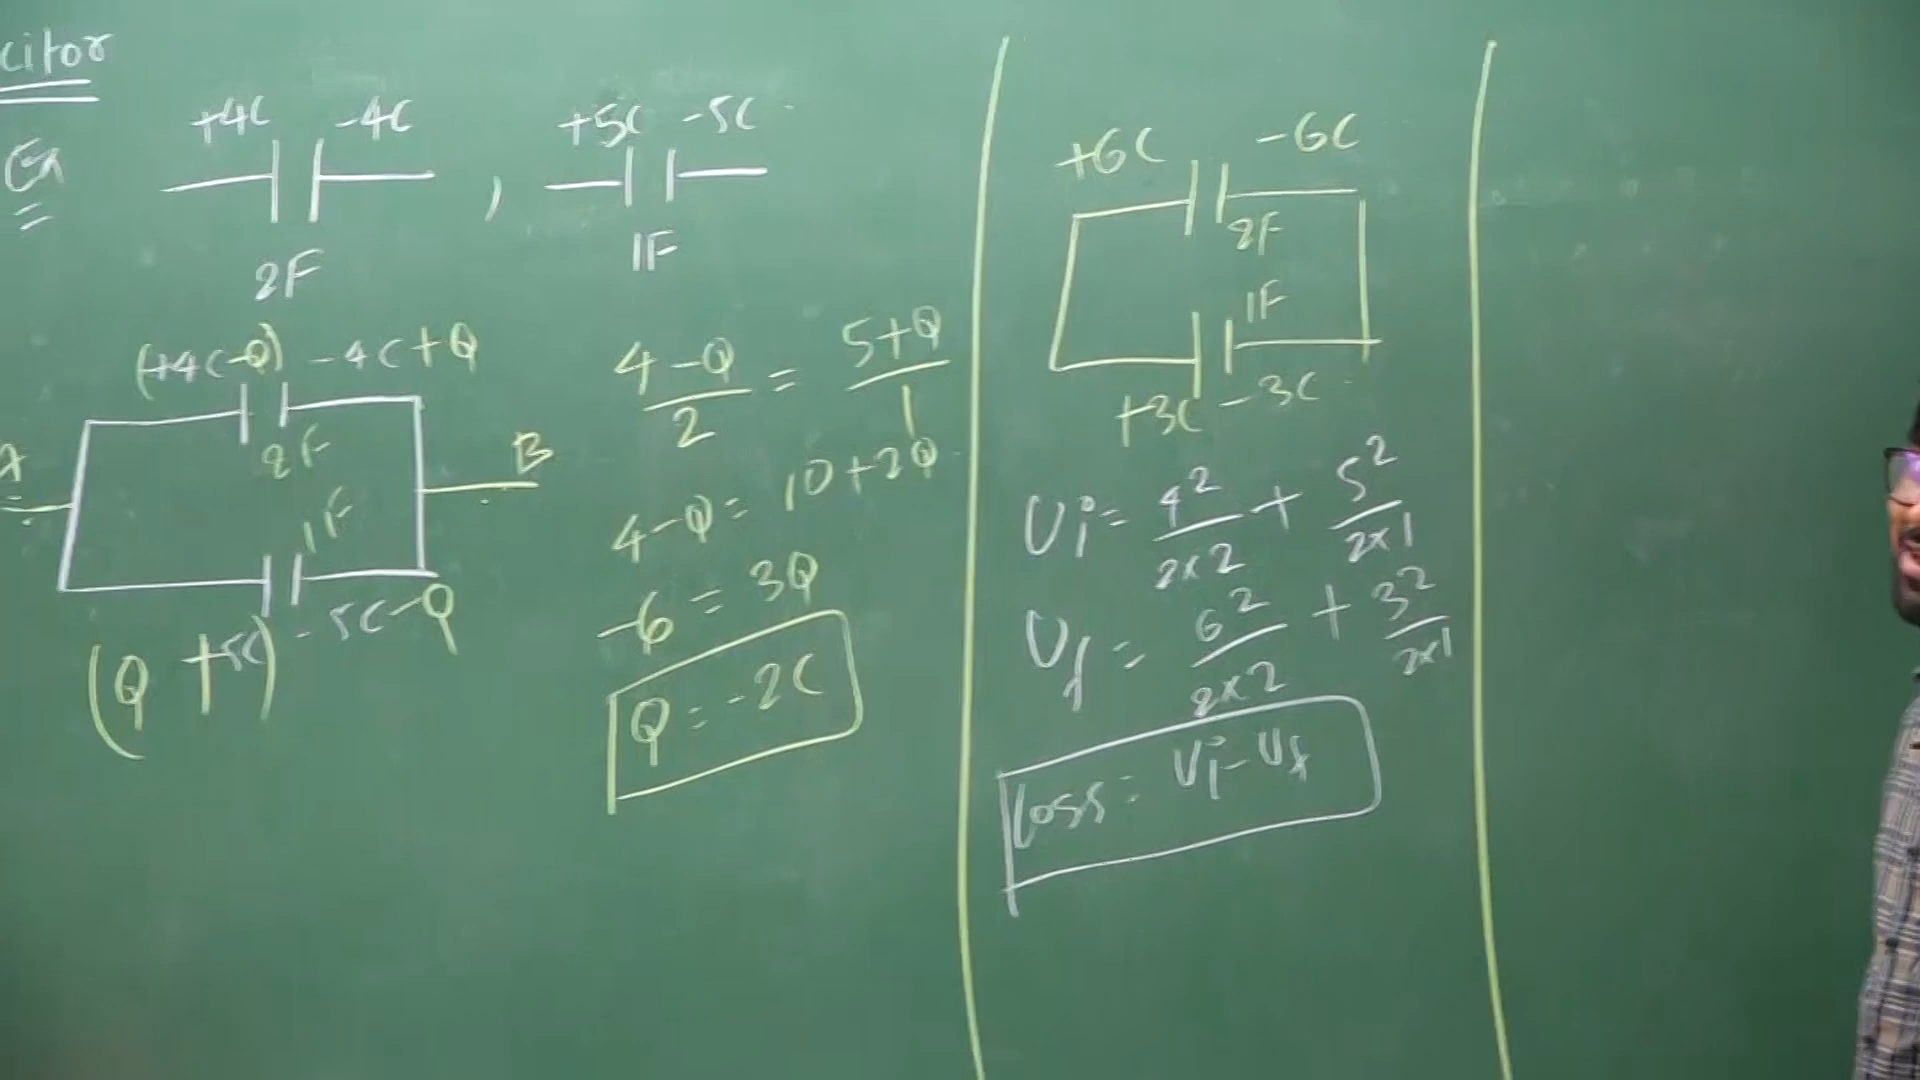 citor
Ex
+4C -4C , +5C -5C
2F 1F
(+4C-Q) -4C+Q
2F
A B
1F
(Q +5C) -5C-Q
4-Q/2 = 5+Q/1
4-Q = 10+2Q
-6 = 3Q
Q = -2C
+6C -6C
2F
1F
+3C -3C
Ui = 4²/2×2 + 5²/2×1
Uf = 6²/2×2 + 3²/2×1
Loss = Ui-Uf